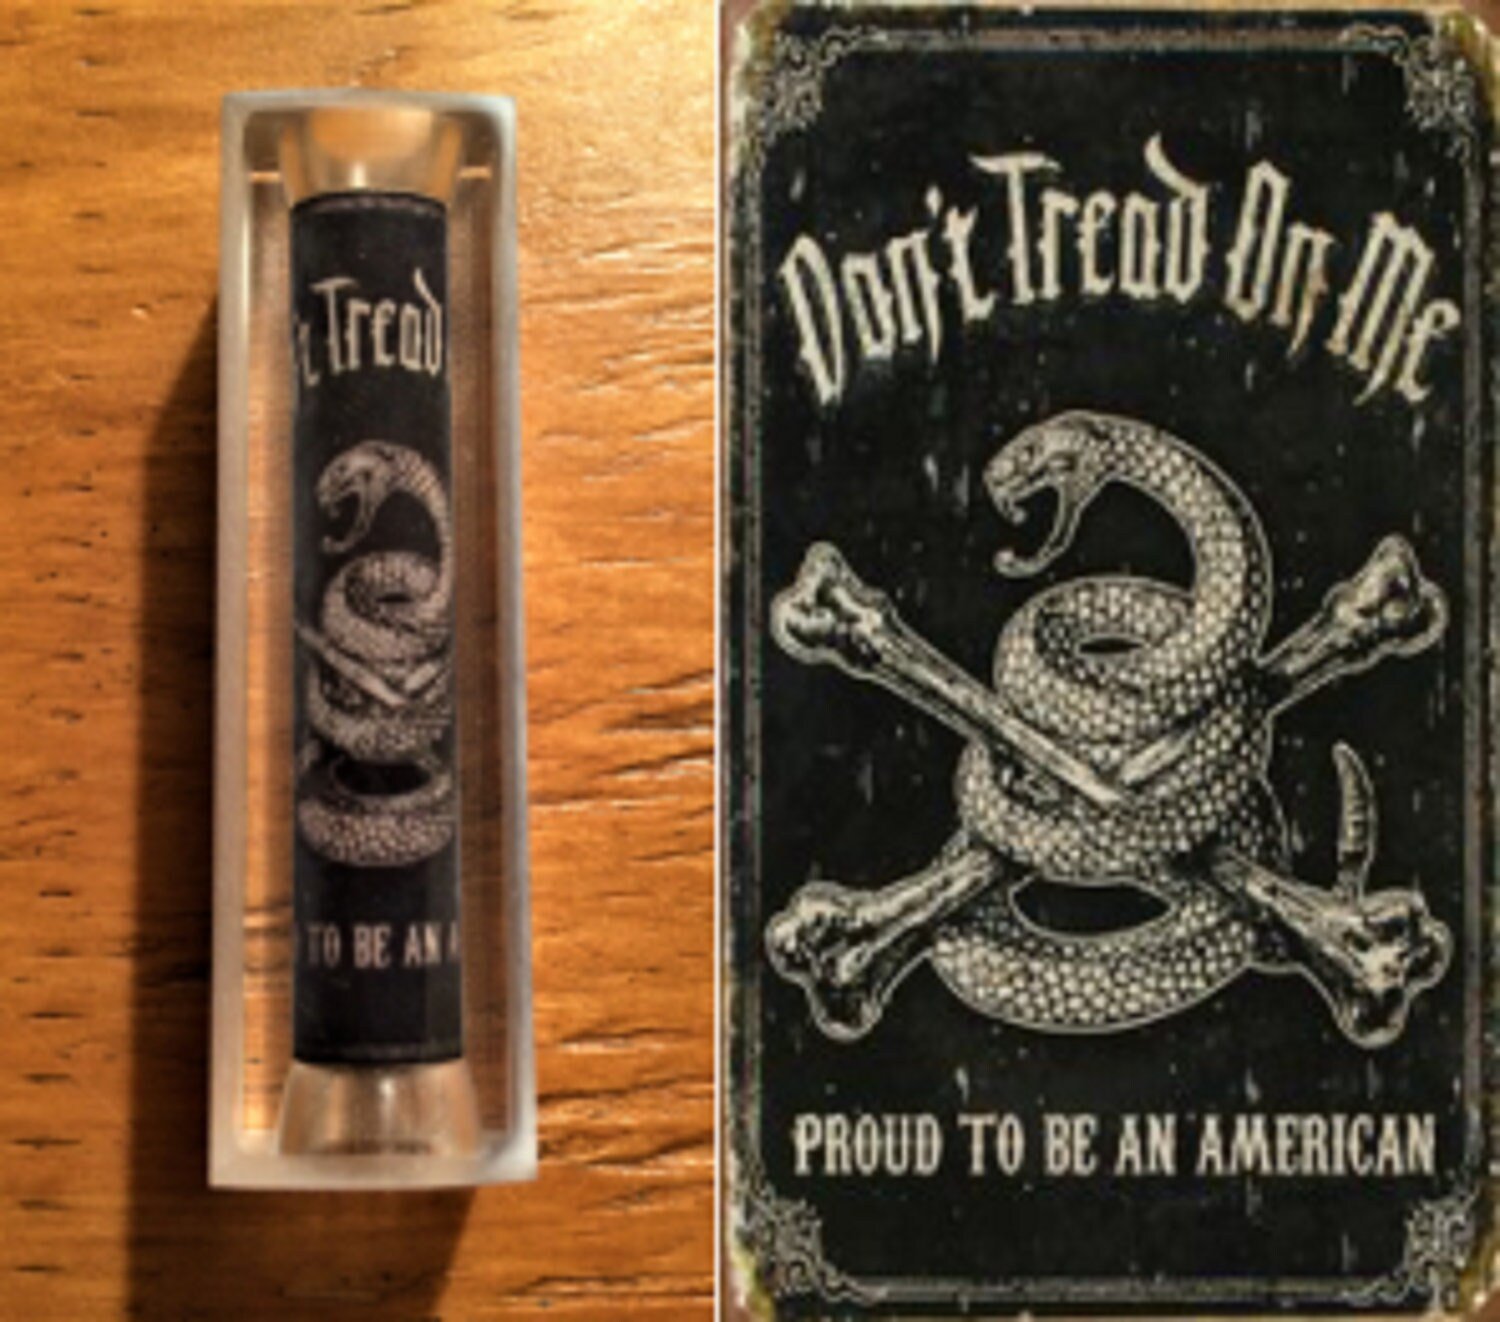 't Tread
TO BE AN A
Don't Tread On Me
PROUD TO BE AN AMERICAN